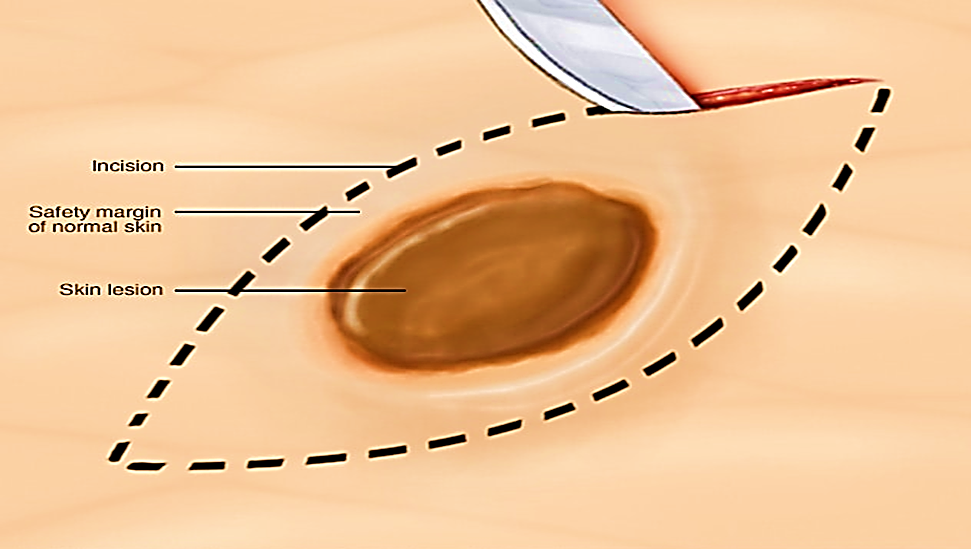 Incision
Safety margin
of normal skin
Skin lesion